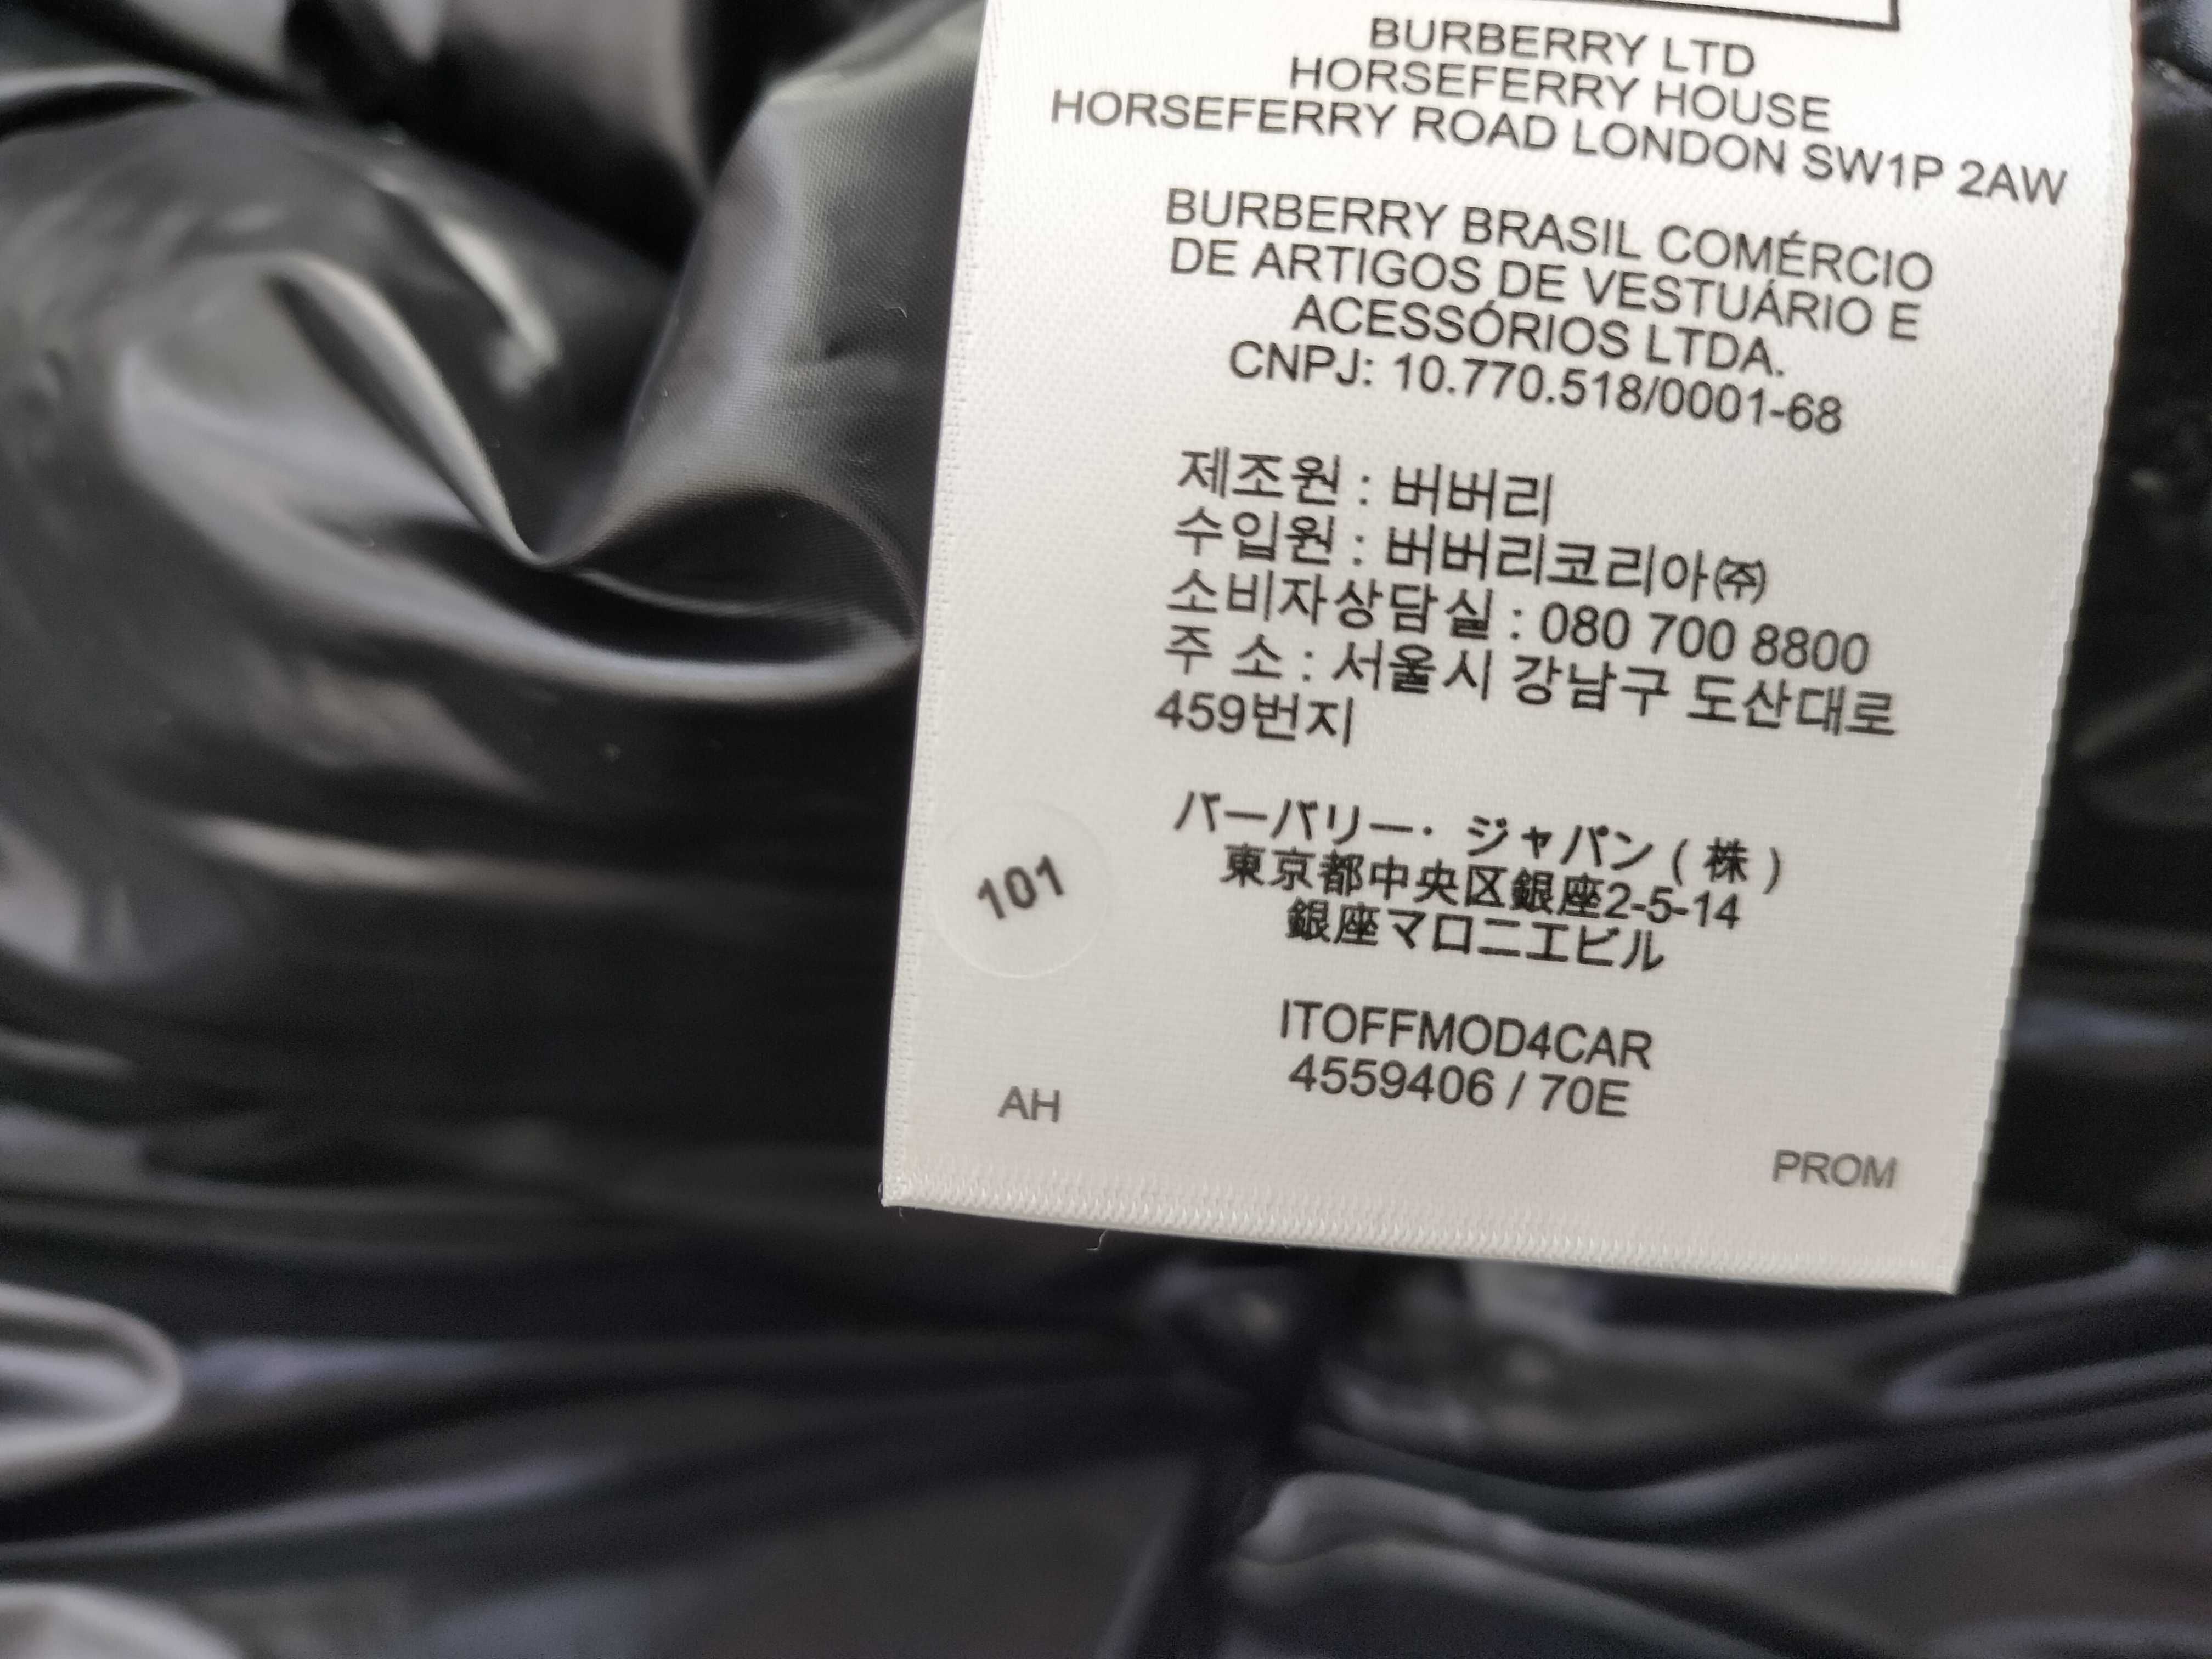 BURBERRY LTD
HORSEFERRY HOUSE
HORSEFERRY ROAD LONDON SW1P 2AW
BURBERRY BRASIL COMÉRCIO
DE ARTIGOS DE VESTUÁRIO E
ACESSÓRIOS LTDA.
CNPJ: 10.770.518/0001-68
제조원 : 버버리
수입원 : 버버리코리아㈜
소비자상담실 : 080 700 8800
주 소 : 서울시 강남구 도산대로
459번지
バーバリー・ジャパン ( 株 )
東京都中央区銀座2-5-14
銀座マロニエビル
101
ITOFFMOD4CAR
4559406 / 70E
AH
PROM